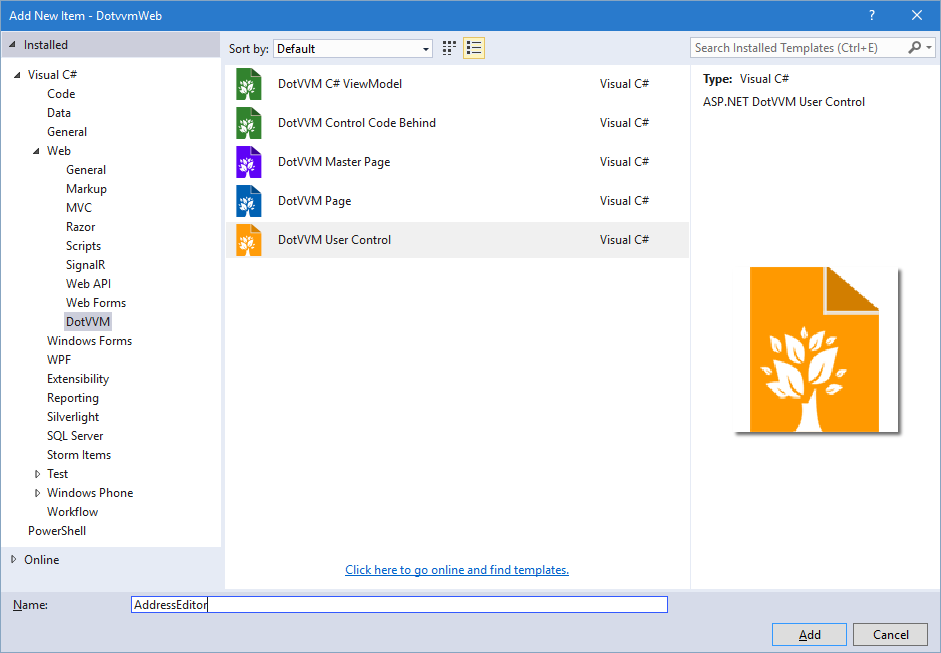 Add New Item - DotvvmWeb
?
Installed
Sort by: Default
Search Installed Templates (Ctrl+E)
Visual C#
Code
Data
General
Web
General
Markup
MVC
Razor
Scripts
SignalR
Web API
Web Forms
DotVVM
Windows Forms
WPF
Extensibility
Reporting
Silverlight
SQL Server
Storm Items
Test
Windows Phone
Workflow
PowerShell
Online
DotVVM C# ViewModel Visual C#
DotVVM Control Code Behind Visual C#
DotVVM Master Page Visual C#
DotVVM Page Visual C#
DotVVM User Control Visual C#
Click here to go online and find templates.
Type: Visual C#
ASP.NET DotVVM User Control
Name: AddressEditor
Add Cancel